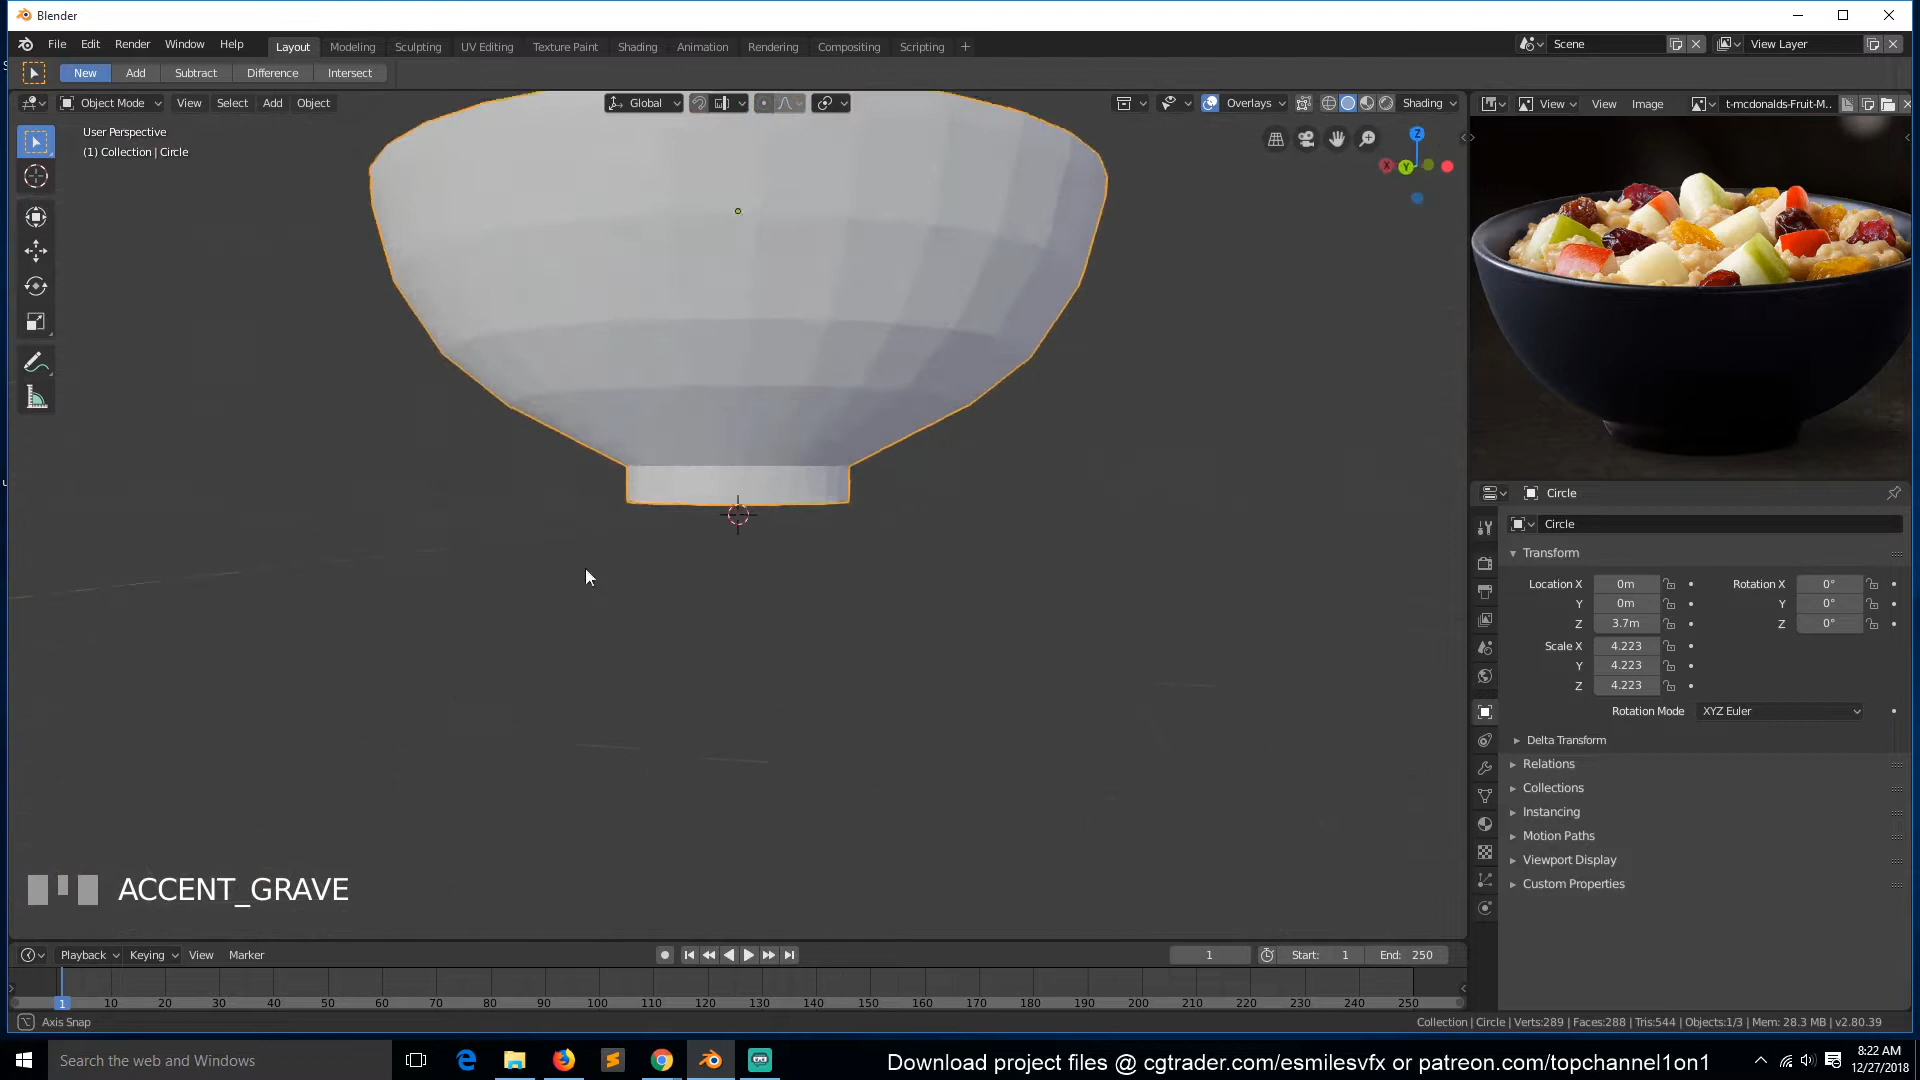 Blender
File Edit Render Window Help Layout Modeling Sculpting UV Editing Texture Paint Shading Animation Rendering Compositing Scripting + Scene View Layer
New Add Subtract Difference Intersect
Object Mode View Select Add Object Global Overlays Shading View View Image t-mcdonalds-Fruit-M..
User Perspective
(1) Collection | Circle
Z
X Y
Circle
Circle
Transform
Location X 0m Rotation X 0°
Y 0m Y 0°
Z 3.7m Z 0°
Scale X 4.223
Y 4.223
Z 4.223
Rotation Mode XYZ Euler
Delta Transform
Relations
Collections
Instancing
Motion Paths
Viewport Display
Custom Properties
ACCENT_GRAVE
Playback Keying View Marker 1 Start: 1 End: 250
1 10 20 30 40 50 60 70 80 90 100 110 120 130 140 150 160 170 180 190 200 210 220 230 240 250
Axis Snap Collection | Circle | Verts:289 | Faces:288 | Tris:544 | Objects:1/3 | Mem: 28.3 MB | v2.80.39
Search the web and Windows
Download project files @ cgtrader.com/esmilesvfx or patreon.com/topchannel1on1
8:22 AM
12/27/2018